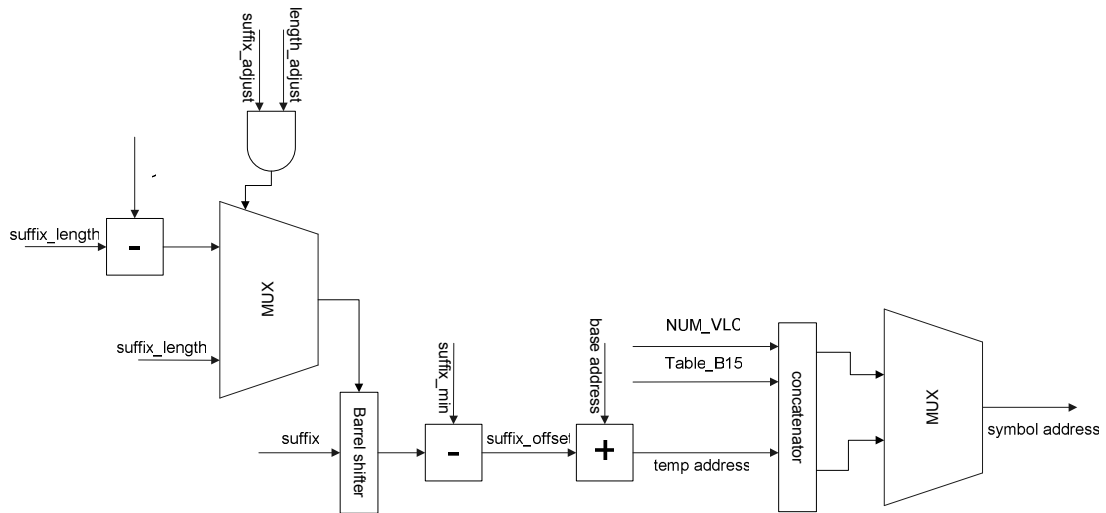 suffix_adjust
length_adjust
suffix_length
-
MUX
suffix_length
suffix
Barrel shifter
suffix_min
-
suffix_offset
base address
+
NUM_VLC
Table_B15
temp address
concatenator
MUX
symbol address